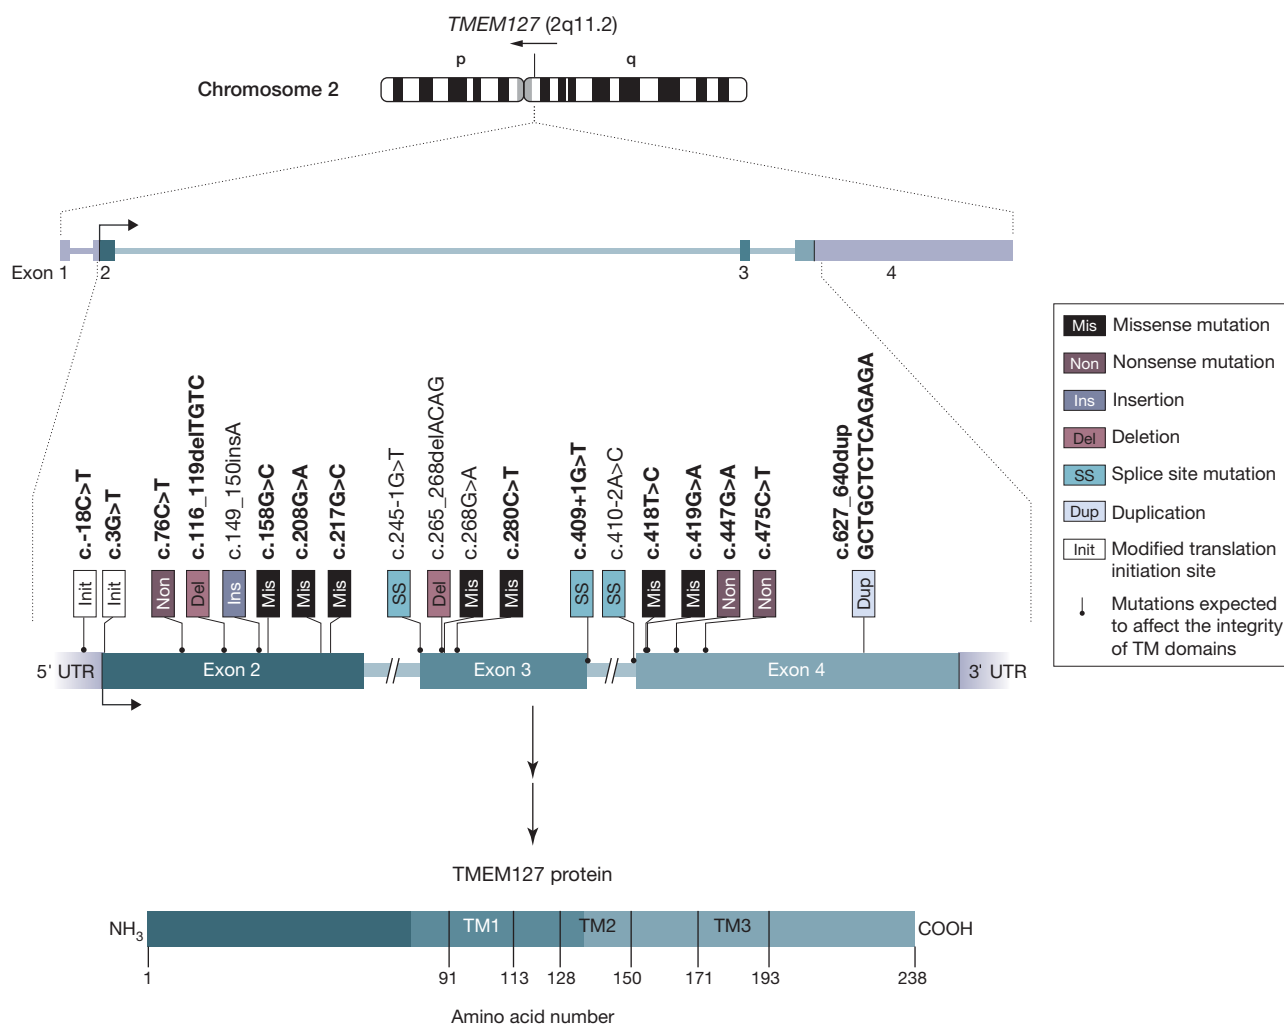 TMEM127 (2q11.2)
p
q
Chromosome 2
Exon 1
2
3
4
c.-18C>T
c.3G>T
c.76C>T
c.116_119delTGTC
c.149_150insA
c.158G>C
c.208G>A
c.217G>C
c.245-1G>T
c.265_268delACAG
c.268G>A
c.280C>T
c.409+1G>T
c.410-2A>C
c.418T>C
c.419G>A
c.447G>A
c.475C>T
c.627_640dup
GCTGCTCTCAGAGA
Init
Init
Non
Del
Ins
Mis
Mis
Mis
SS
Del
Mis
Mis
SS
SS
Mis
Mis
Non
Non
Dup
5' UTR
Exon 2
Exon 3
Exon 4
3' UTR
Mis Missense mutation
Non Nonsense mutation
Ins Insertion
Del Deletion
SS Splice site mutation
Dup Duplication
Init Modified translation
initiation site
Mutations expected
to affect the integrity
of TM domains
TMEM127 protein
NH3
TM1
TM2
TM3
COOH
1
91
113
128
150
171
193
238
Amino acid number